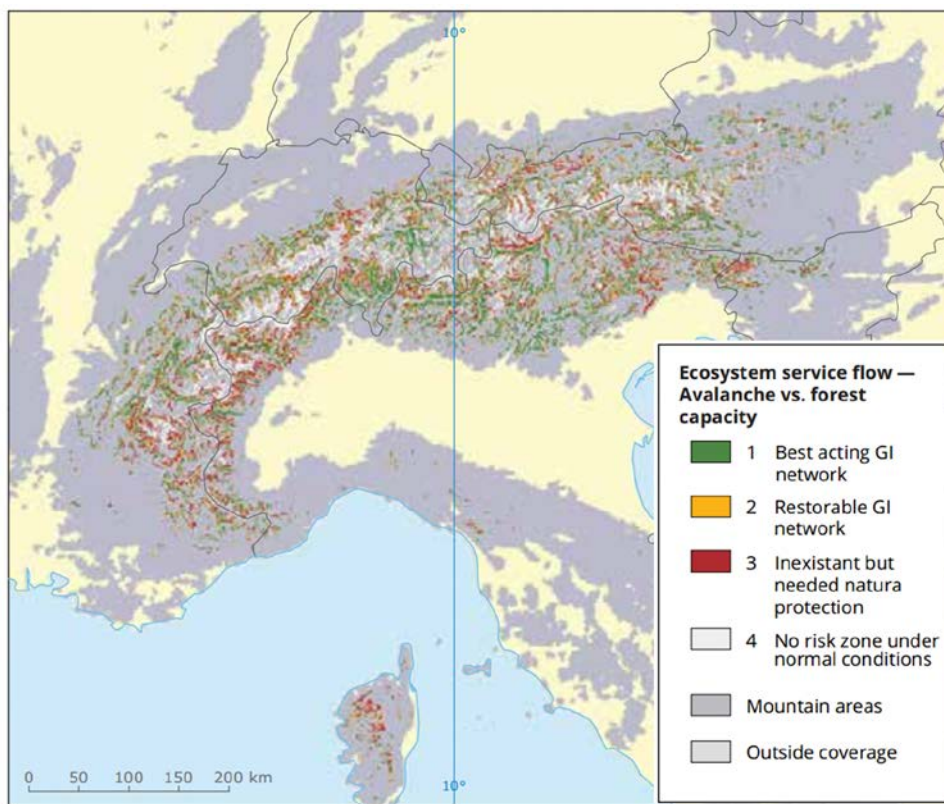 10°
Ecosystem service flow —
Avalanche vs. forest
capacity
1 Best acting GI
network
2 Restorable GI
network
3 Inexistant but
needed natura
protection
4 No risk zone under
normal conditions
Mountain areas
Outside coverage
0 50 100 150 200 km
10°